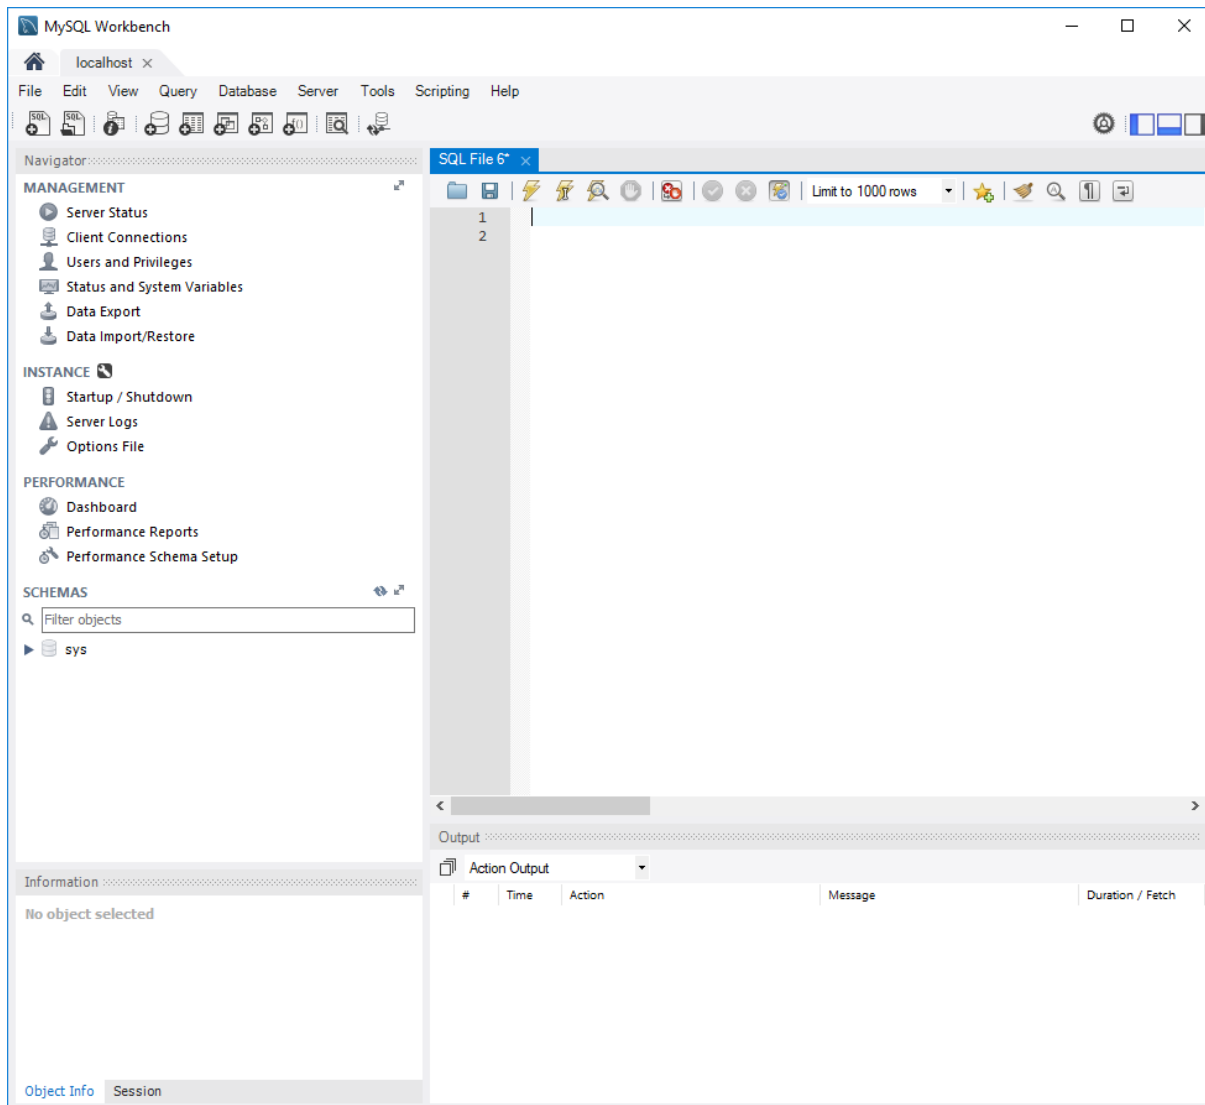 MySQL Workbench
localhost
File Edit View Query Database Server Tools Scripting Help
SQL SQL
Navigator
MANAGEMENT
Server Status
Client Connections
Users and Privileges
Status and System Variables
Data Export
Data Import/Restore
INSTANCE
Startup / Shutdown
Server Logs
Options File
PERFORMANCE
Dashboard
Performance Reports
Performance Schema Setup
SCHEMAS
Filter objects
sys
Information
No object selected
Object Info Session
SQL File 6*
Limit to 1000 rows
1
2
Output
Action Output
# Time Action Message Duration / Fetch